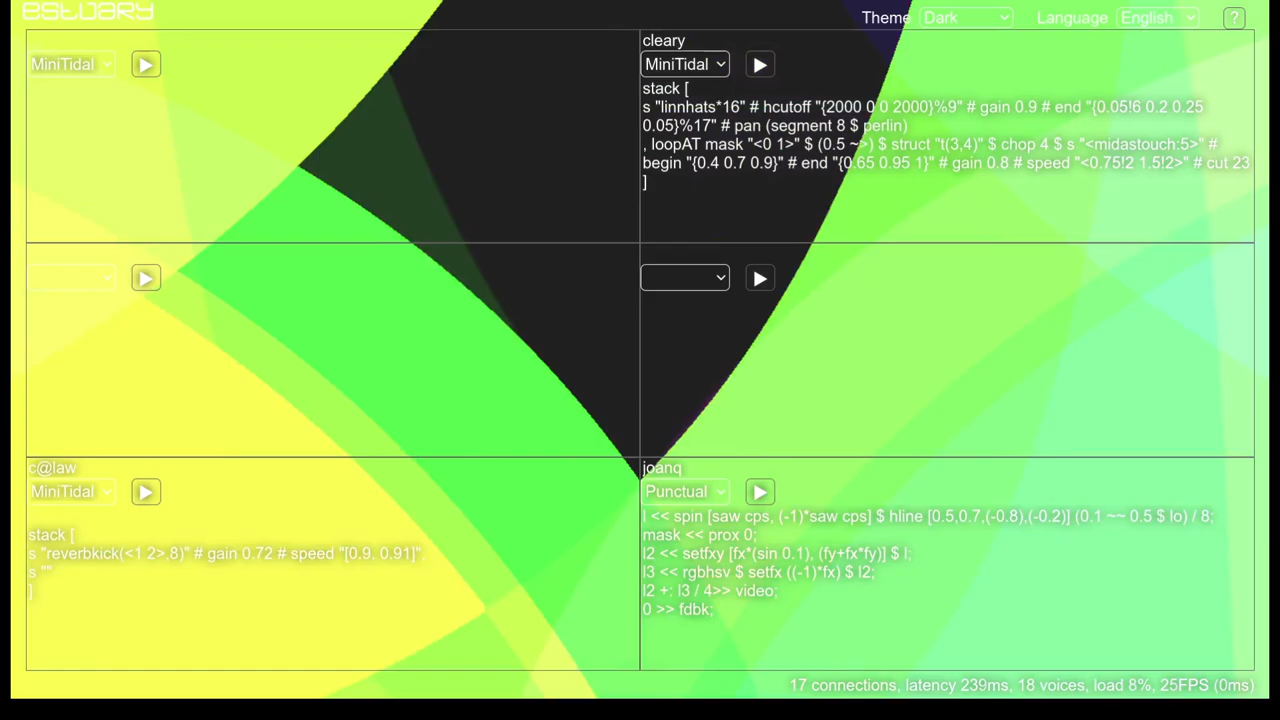 estuary
Theme Dark Language English ?
MiniTidal
cleary
MiniTidal
stack [
s "linnhats*16" # hcutoff "{2000 0 0 2000}%9" # gain 0.9 # end "{0.05!6 0.2 0.25
0.05}%17" # pan (segment 8 $ perlin)
, loopAT mask "<0 1>" $ (0.5 ~>) $ struct "t(3,4)" $ chop 4 $ s "<midastouch:5>" #
begin "{0.4 0.7 0.9}" # end "{0.65 0.95 1}" # gain 0.8 # speed "<0.75!2 1.5!2>" # cut 23
]
c@law
MiniTidal
stack [
s "reverbkick(<1 2>,8)" # gain 0.72 # speed "[0.9, 0.91]",
s ""
]
joanq
Punctual
l << spin [saw cps, (-1)*saw cps] $ hline [0.5,0.7,(-0.8),(-0.2)] (0.1 ~~ 0.5 $ lo) / 8;
mask << prox 0;
l2 << setfxy [fx*(sin 0.1), (fy+fx*fy)] $ l;
l3 << rgbhsv $ setfx ((-1)*fx) $ l2;
l2 +: l3 / 4>> video;
0 >> fdbk;
17 connections, latency 239ms, 18 voices, load 8%, 25FPS (0ms)